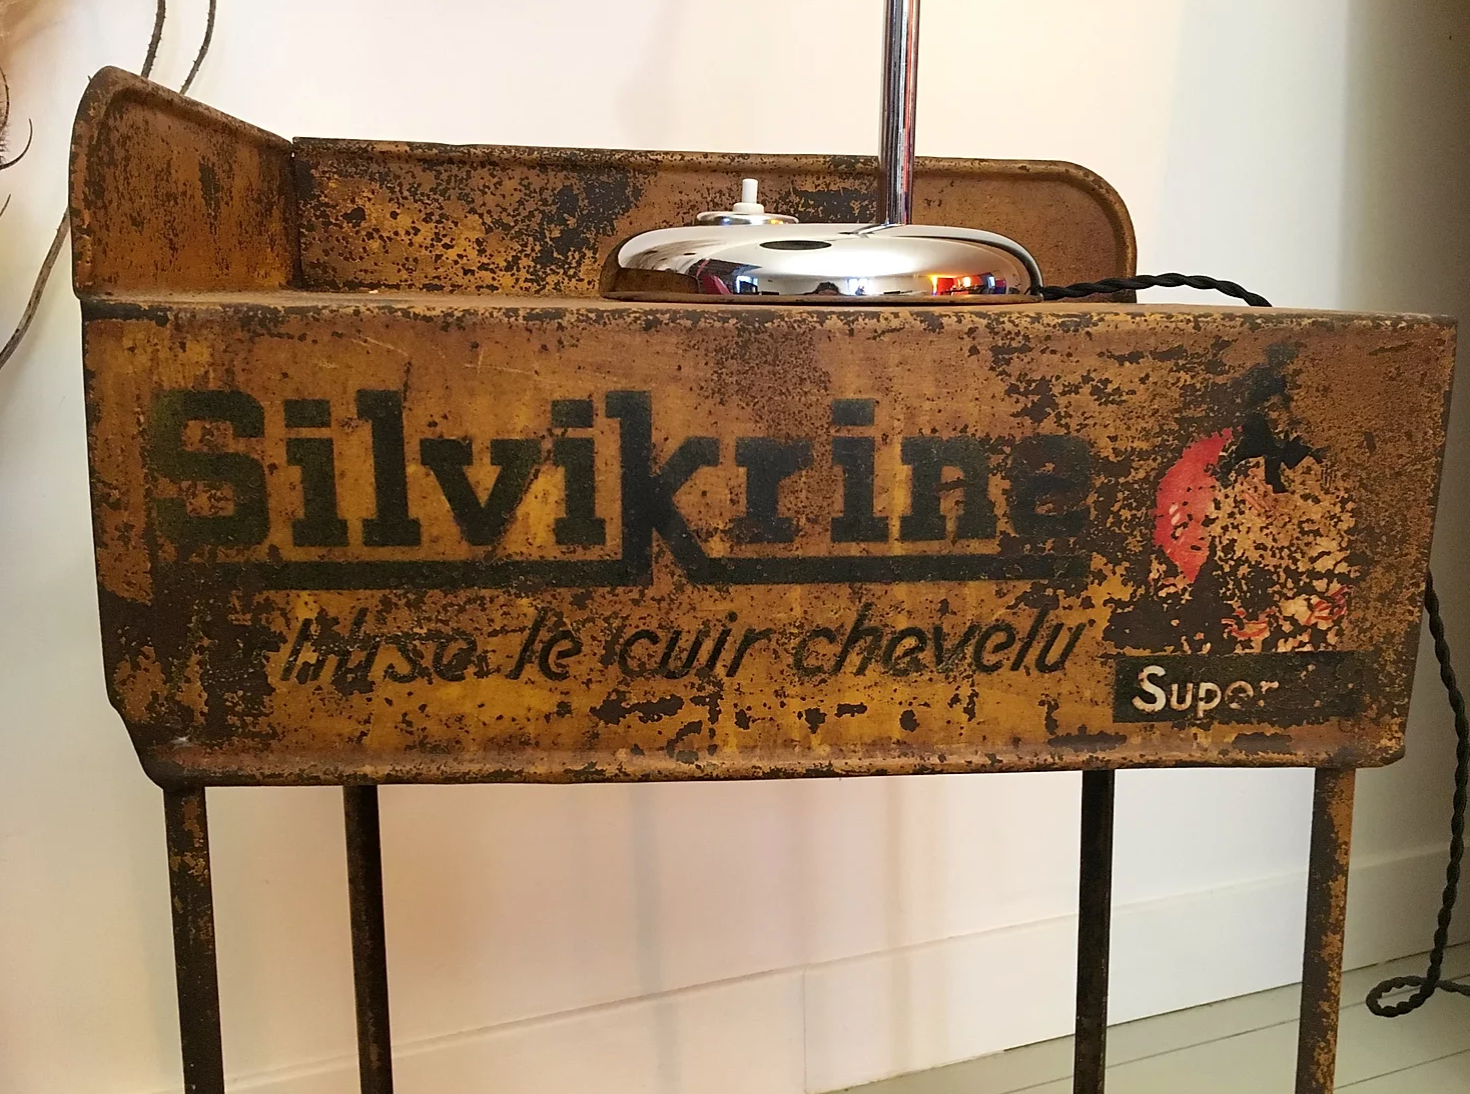 Silvikrine
le cuir chevelu
Super